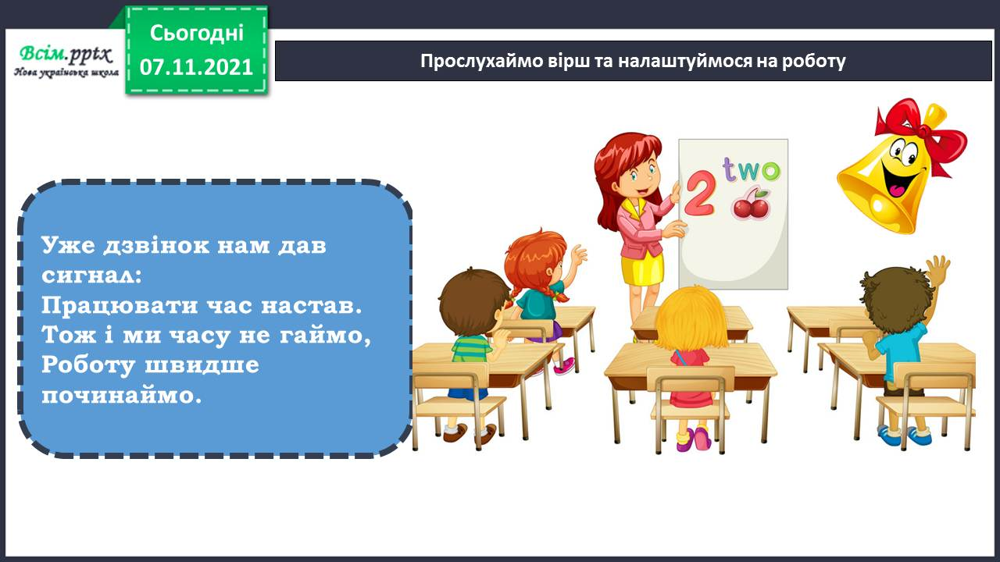 Всім.pptx
Нова українська школа
Сьогодні
07.11.2021
Прослухаймо вірш та налаштуймося на роботу
Уже дзвінок нам дав
сигнал:
Працювати час настав.
Тож і ми часу не гаймо,
Роботу швидше
починаймо.
2
two